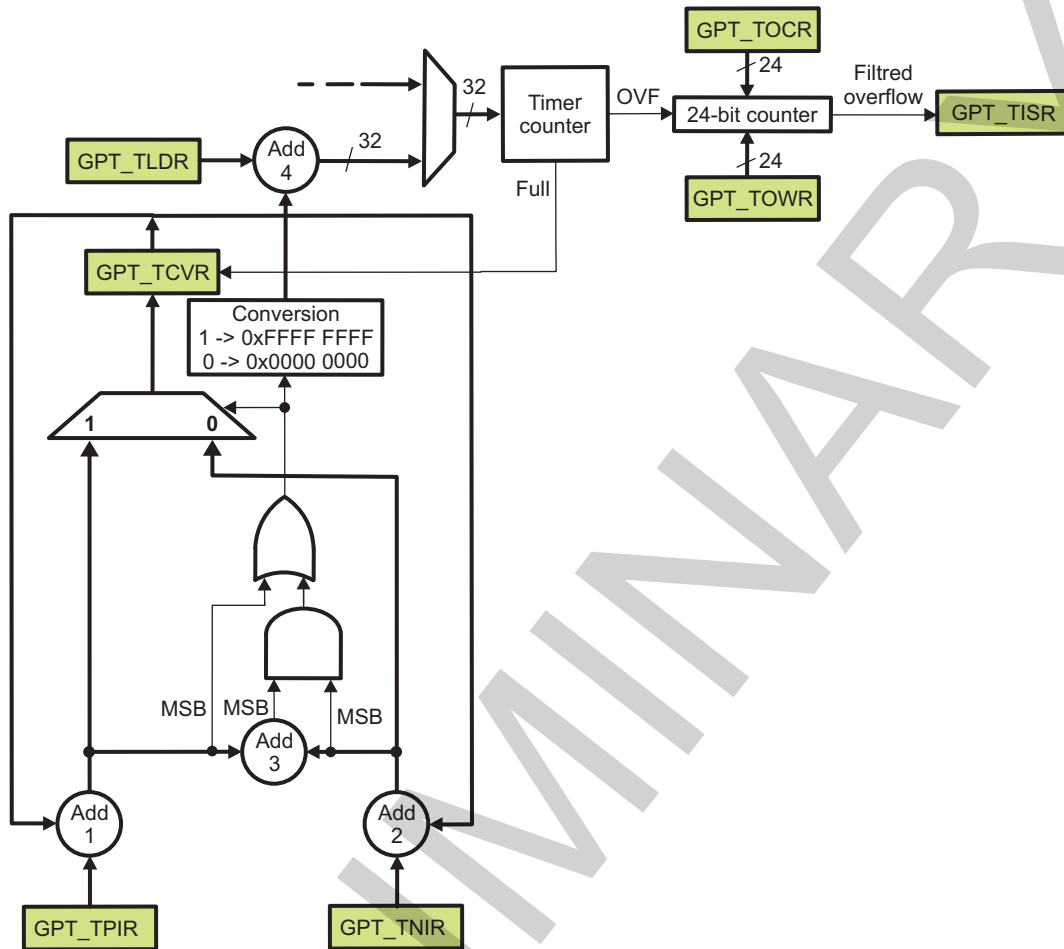 GPT_TOCR
24
32
Timer
counter
OVF
24-bit counter
Filtred
overflow
GPT_TISR
24
GPT_TOWR
GPT_TLDR
Add
4
32
Full
GPT_TCVR
Conversion
1 -> 0xFFFF FFFF
0 -> 0x0000 0000
1
0
MSB
MSB
MSB
Add
3
Add
1
Add
2
GPT_TPIR
GPT_TNIR
IMINARY